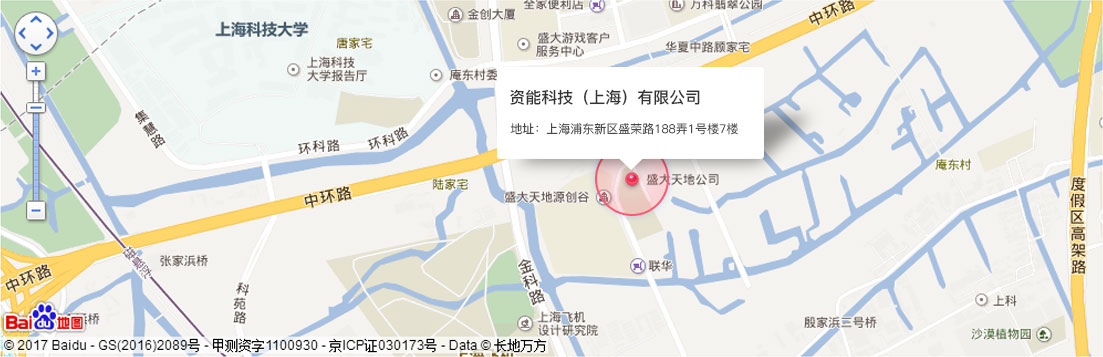 金创大厦
全家便利店
万科翡翠公园
中环路
上海科技大学
唐家宅
盛大游戏客户
服务中心
华夏中路顾家宅
上海科技
大学报告厅
庵东村委
资能科技（上海）有限公司
地址：上海浦东新区盛荣路188弄1号楼7楼
集慧路
环科路
环科路
中环路
陆家宅
盛大天地公司
盛大天地源创谷
庵东村
度假区高架路
磁悬浮
张家浜桥
联华
金科路
中环路
科苑路
上科
Bai du 地图
浜桥
上海飞机
设计研究院
殷家浜三号桥
沙漠植物园
© 2017 Baidu - GS(2016)2089号 - 甲测资字1100930 - 京ICP证030173号 - Data © 长地万方